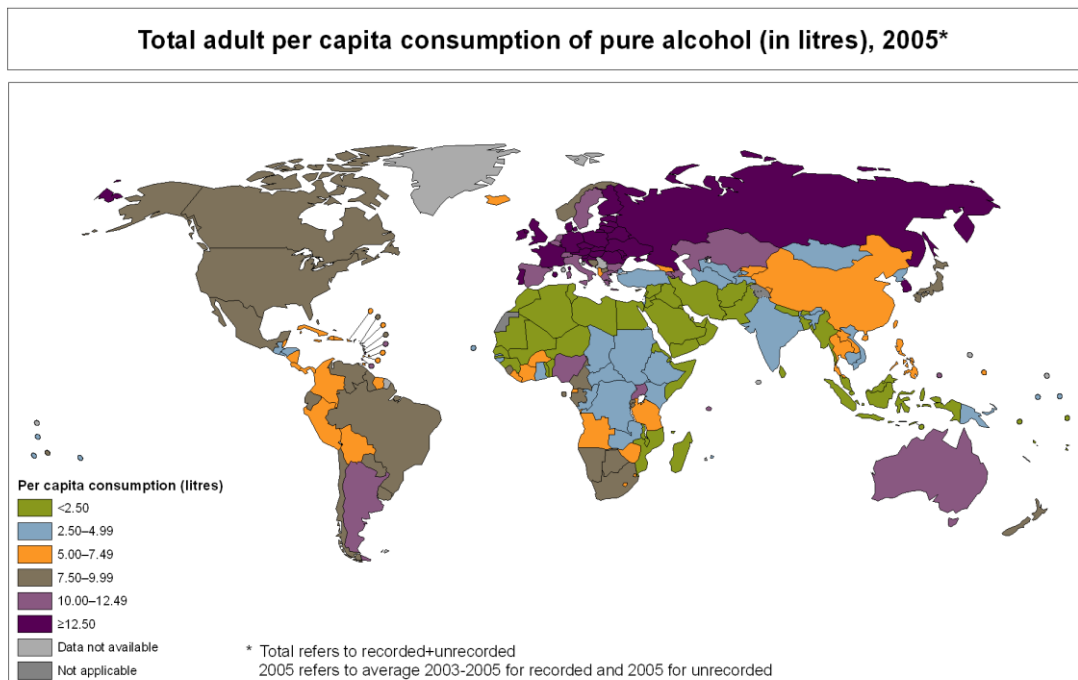 Total adult per capita consumption of pure alcohol (in litres), 2005*
Per capita consumption (litres)
<2.50
2.50–4.99
5.00–7.49
7.50–9.99
10.00–12.49
≥12.50
Data not available
Not applicable
* Total refers to recorded+unrecorded
2005 refers to average 2003-2005 for recorded and 2005 for unrecorded